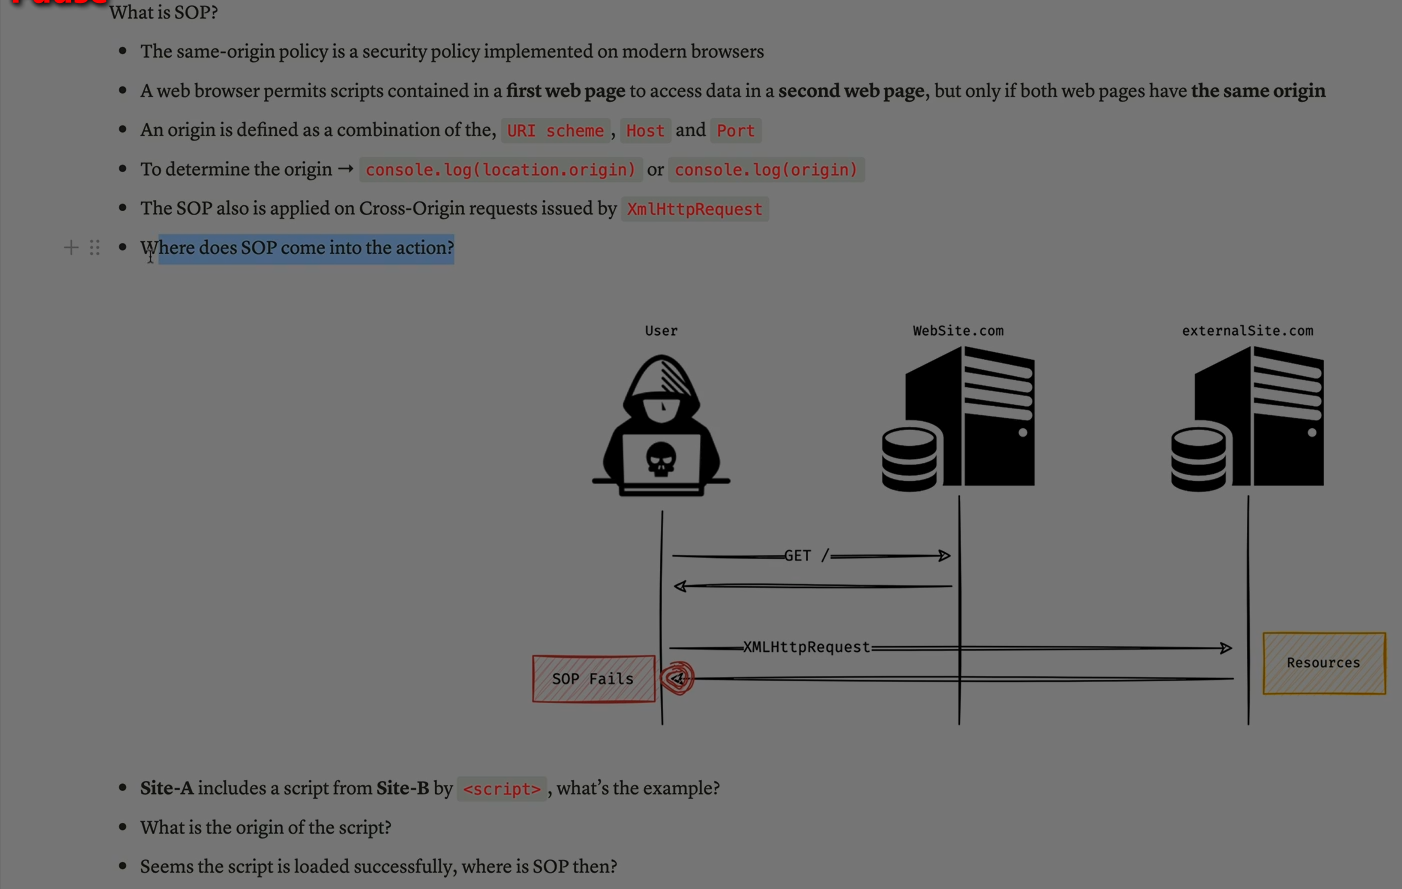 Pause
What is SOP?
The same-origin policy is a security policy implemented on modern browsers
A web browser permits scripts contained in a first web page to access data in a second web page, but only if both web pages have the same origin
An origin is defined as a combination of the, URI scheme, Host and Port
To determine the origin → console.log(location.origin) or console.log(origin)
The SOP also is applied on Cross-Origin requests issued by XmlHttpRequest
Where does SOP come into the action?
User
WebSite.com
externalSite.com
GET /
XMLHttpRequest
Resources
SOP Fails
Site-A includes a script from Site-B by <script>, what's the example?
What is the origin of the script?
Seems the script is loaded successfully, where is SOP then?